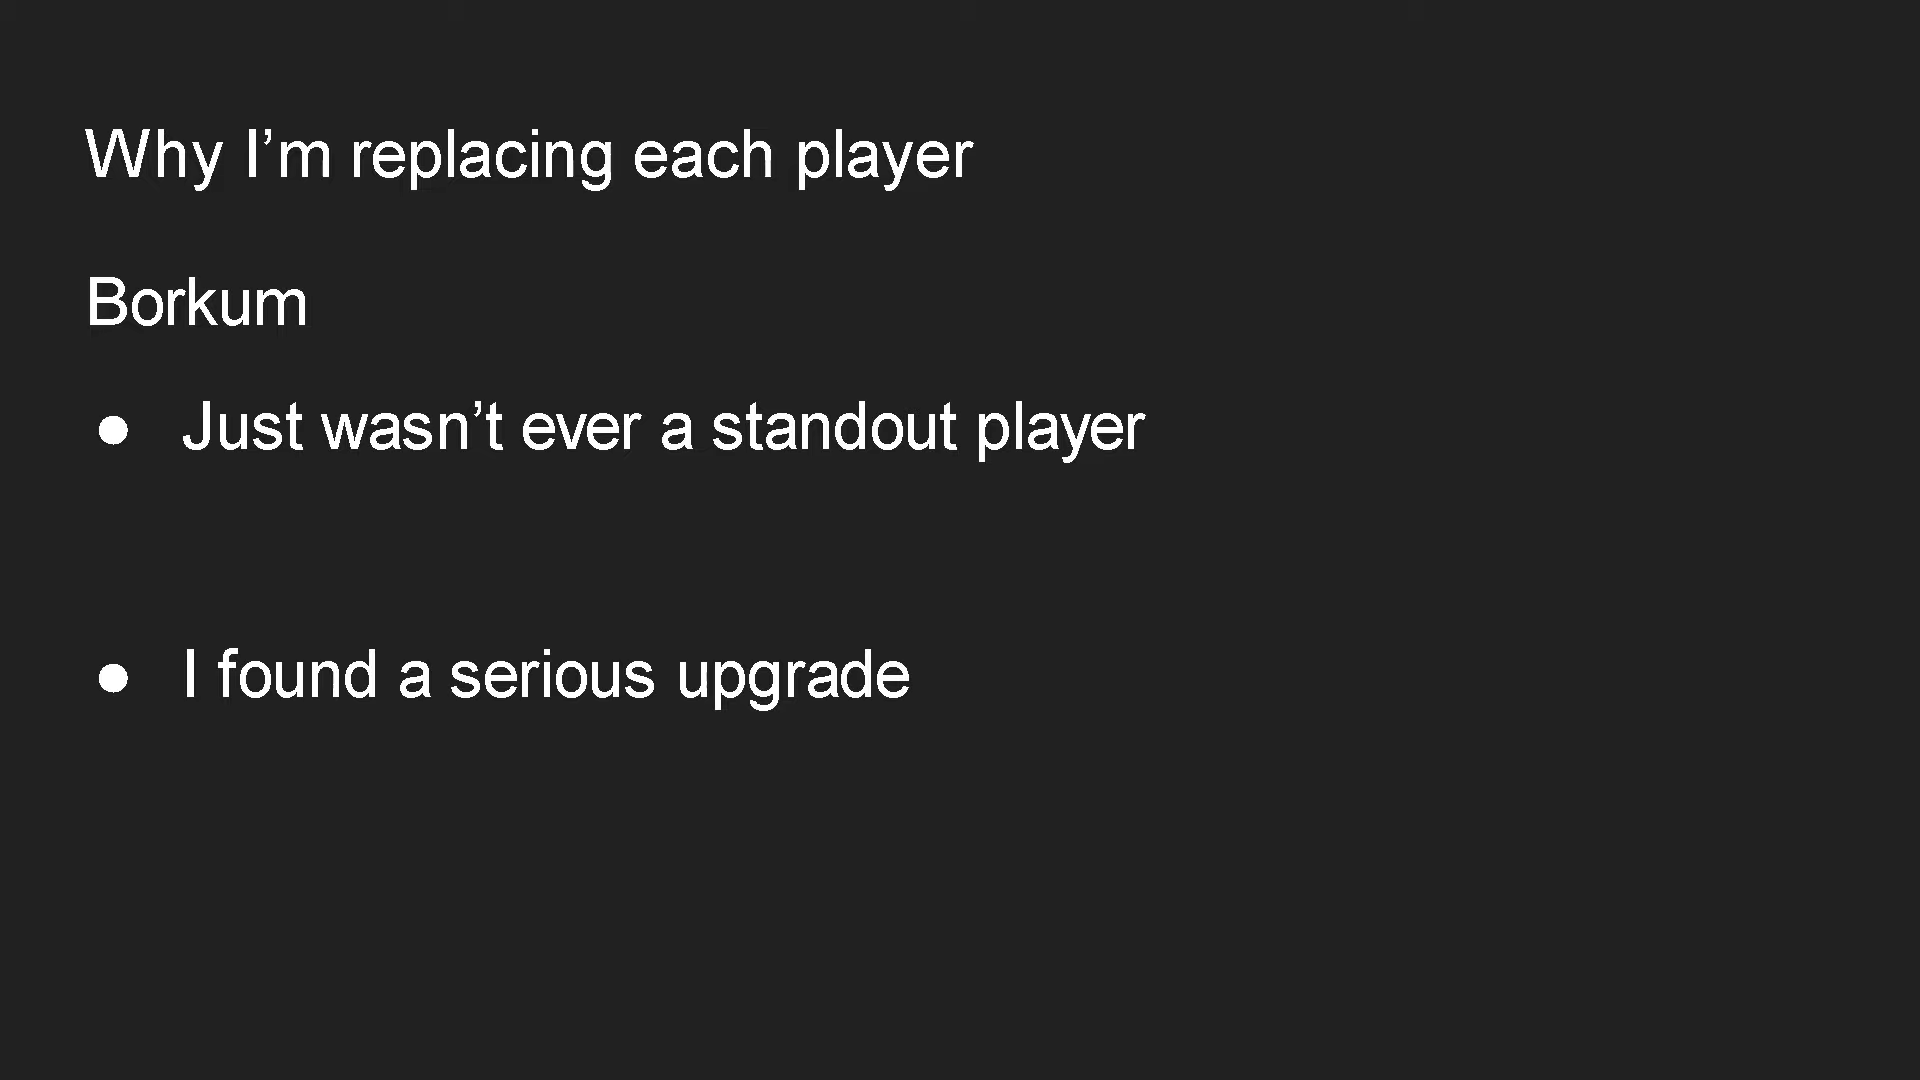 Why I’m replacing each player
Borkum
● Just wasn’t ever a standout player
● I found a serious upgrade